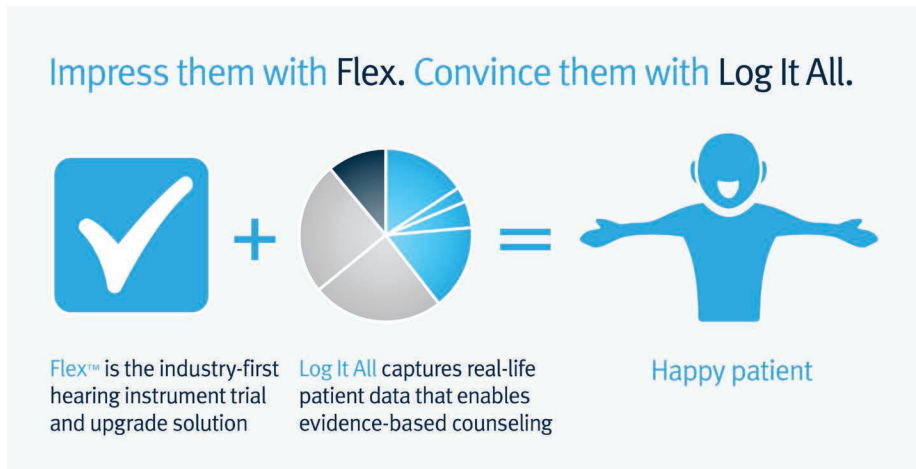 Impress them with Flex. Convince them with Log It All.
Flex™ is the industry-first
hearing instrument trial
and upgrade solution
Log It All captures real-life
patient data that enables
evidence-based counseling
Happy patient